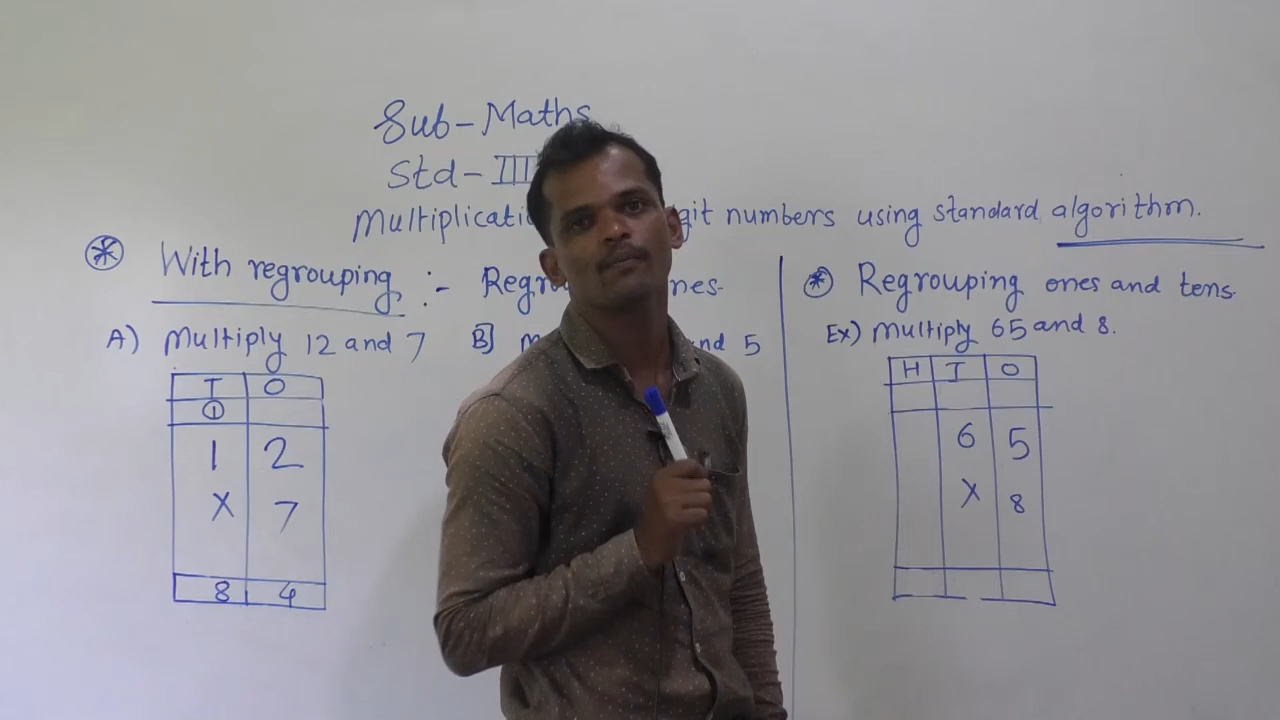 Sub - Maths
Std - III
Multiplicati git numbers using standard algorithm.
With regrouping :- Regro nes.
A) Multiply 12 and 7
B] M nd 5
T O
1
1 2
X 7
8 4
Regrouping ones and tens
Ex) Multiply 65 and 8.
H T O
6 5
X 8